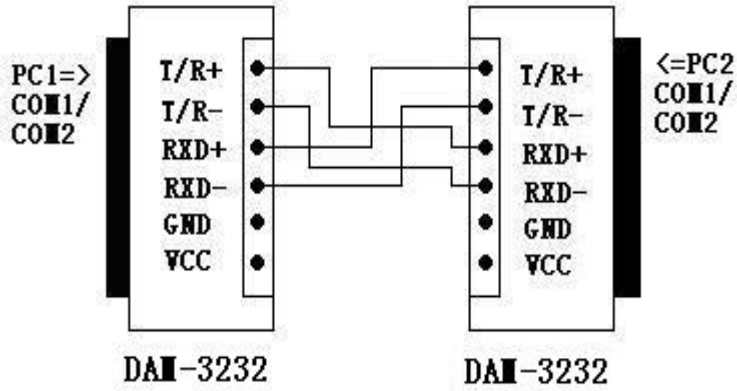 PC1=>
COM1/
COM2
T/R+
T/R-
RXD+
RXD-
GND
VCC
DAM-3232
T/R+
T/R-
RXD+
RXD-
GND
VCC
<=PC2
COM1/
COM2
DAM-3232